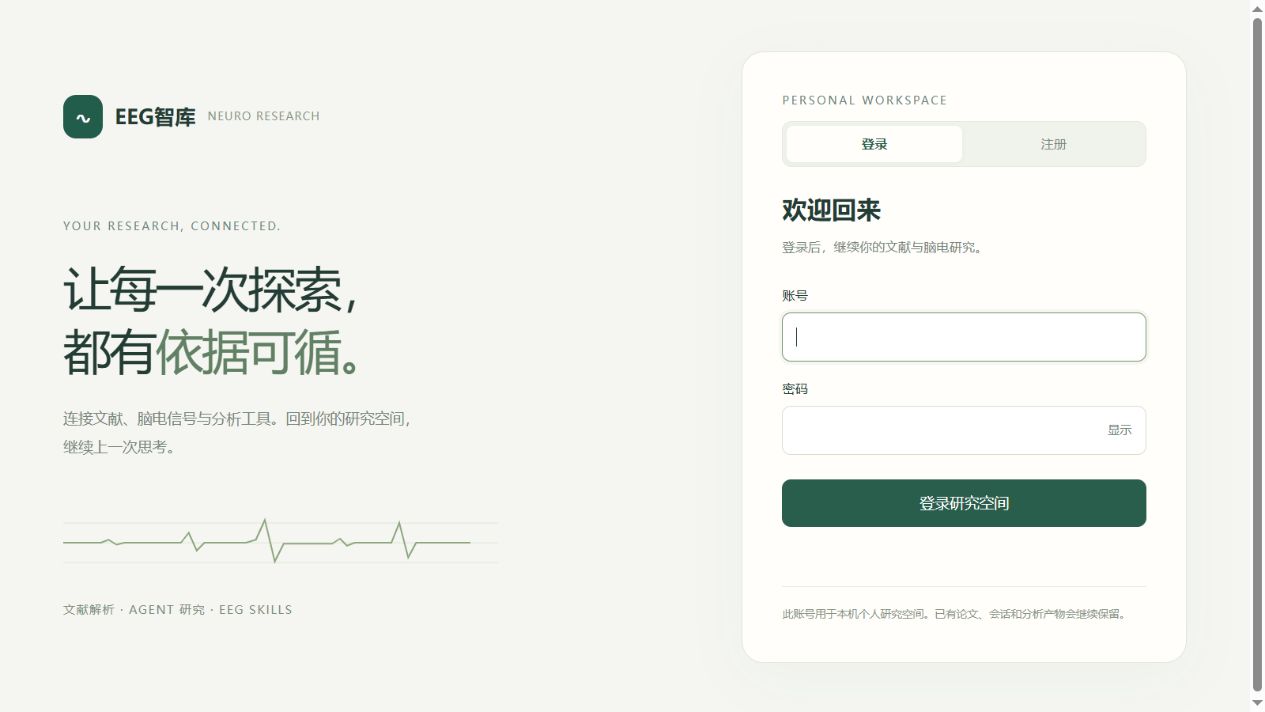 EEG智库 NEURO RESEARCH
YOUR RESEARCH, CONNECTED.
让每一次探索，
都有依据可循。
连接文献、脑电信号与分析工具。回到你的研究空间，
继续上一次思考。
文献解析 · AGENT 研究 · EEG SKILLS
PERSONAL WORKSPACE
登录 注册
欢迎回来
登录后，继续你的文献与脑电研究。
账号
密码
显示
登录研究空间
此账号用于本机个人研究空间。已有论文、会话和分析产物会继续保留。